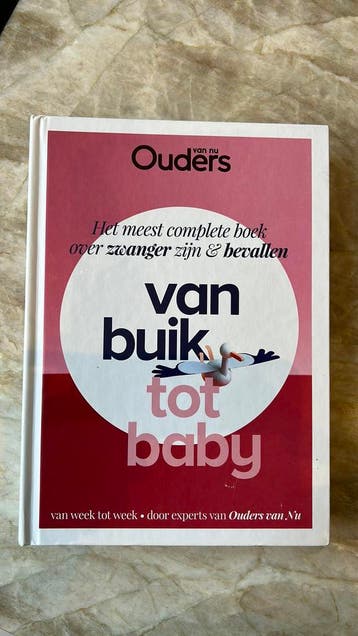 van nu
Ouders
Het meest complete boek
over zwanger zijn & bevallen
van
buik
tot
baby
van week tot week • door experts van Ouders van Nu